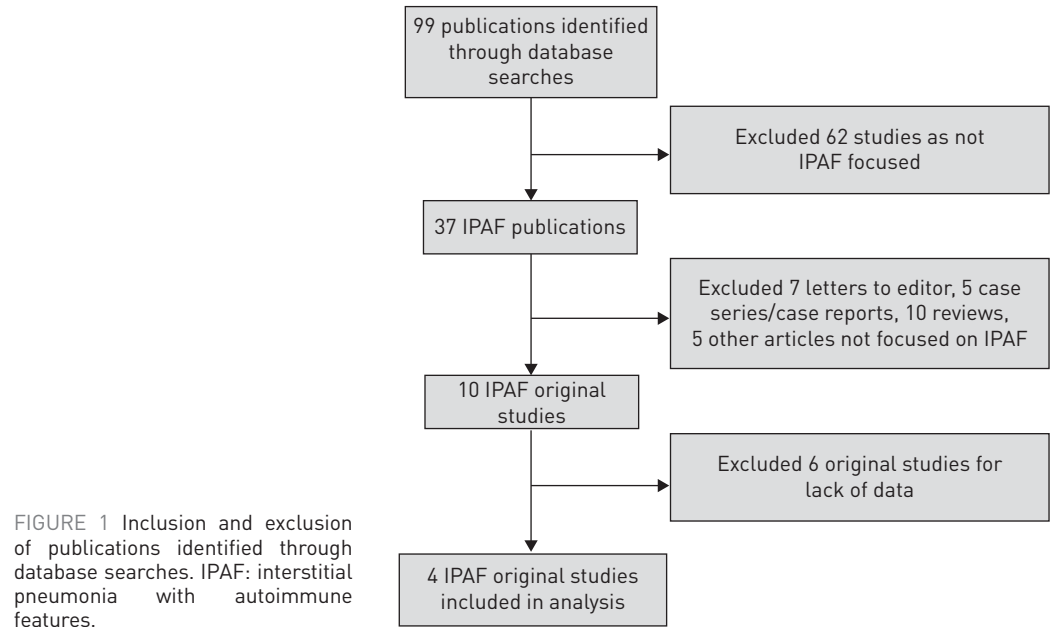 99 publications identified
through database
searches
Excluded 62 studies as not
IPAF focused
37 IPAF publications
Excluded 7 letters to editor, 5 case
series/case reports, 10 reviews,
5 other articles not focused on IPAF
10 IPAF original
studies
Excluded 6 original studies for
lack of data
4 IPAF original studies
included in analysis
FIGURE 1 Inclusion and exclusion
of publications identified through
database searches. IPAF: interstitial
pneumonia with autoimmune
features.